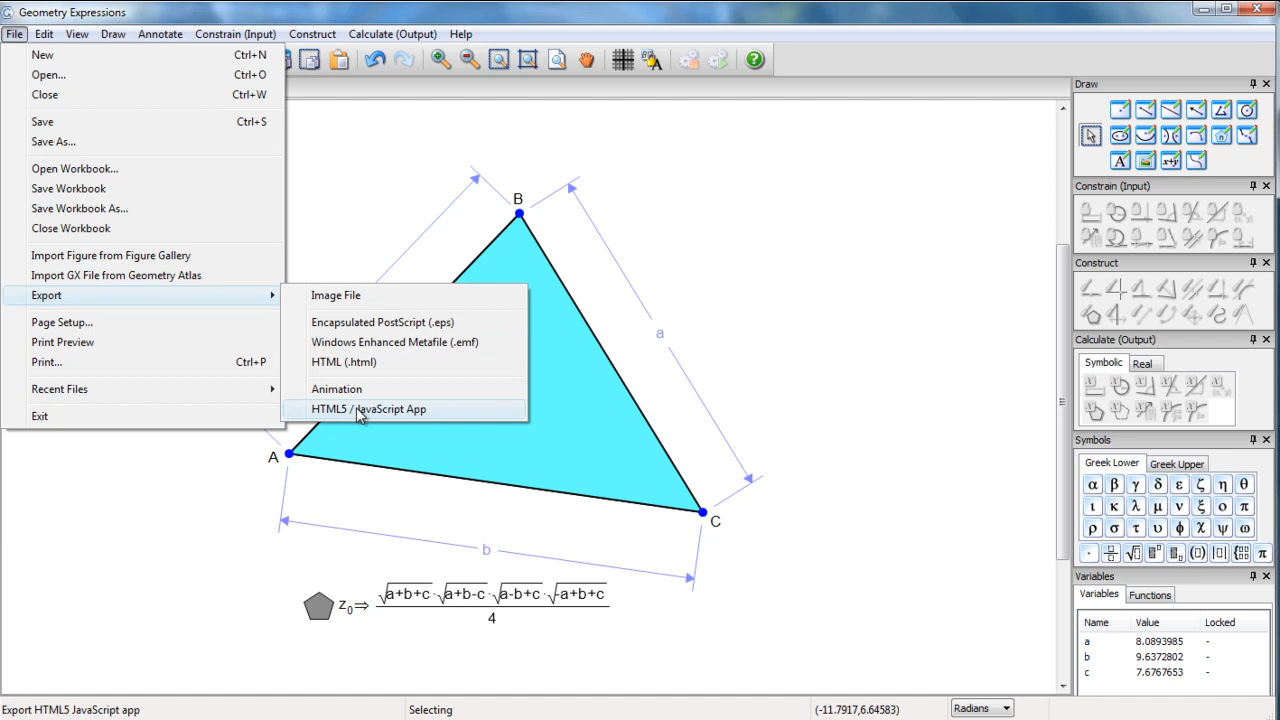 Geometry Expressions
File Edit View Draw Annotate Constrain (Input) Construct Calculate (Output) Help
New Ctrl+N
Open... Ctrl+O
Close Ctrl+W
Save Ctrl+S
Save As...
Open Workbook...
Save Workbook
Save Workbook As...
Close Workbook
Import Figure from Figure Gallery
Import GX File from Geometry Atlas
Export
Page Setup...
Print Preview
Print... Ctrl+P
Recent Files
Exit
Image File
Encapsulated PostScript (.eps)
Windows Enhanced Metafile (.emf)
HTML (.html)
Animation
HTML5 / JavaScript App
B
a
A
C
b
z₀⇒ √a+b+c · √a+b-c · √a-b+c · √-a+b+c
4
Draw
A x+y
Constrain (Input)
Construct
Calculate (Output)
Symbolic Real
Symbols
Greek Lower Greek Upper
α β γ δ ε ζ η θ
ι κ λ μ ν ξ ο π
ρ σ τ υ φ χ ψ ω
π
Variables
Variables Functions
Name Value Locked
a 8.0893985 -
b 9.6372802 -
c 7.6767653 -
Export HTML5 JavaScript app Selecting (-11.7917,6.64583) Radians